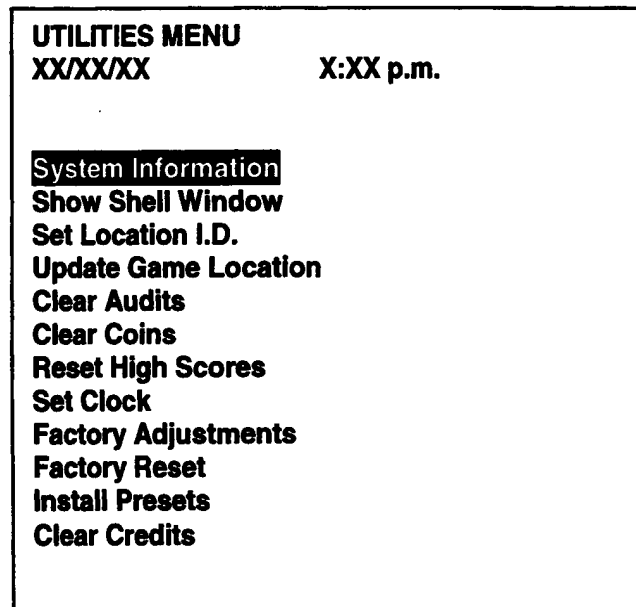 UTILITIES MENU
XX/XX/XX X:XX p.m.
System Information
Show Shell Window
Set Location I.D.
Update Game Location
Clear Audits
Clear Coins
Reset High Scores
Set Clock
Factory Adjustments
Factory Reset
Install Presets
Clear Credits